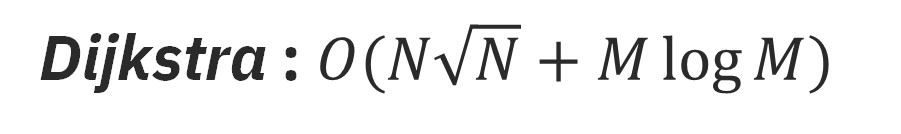 Dijkstra : O(N√N + M log M)